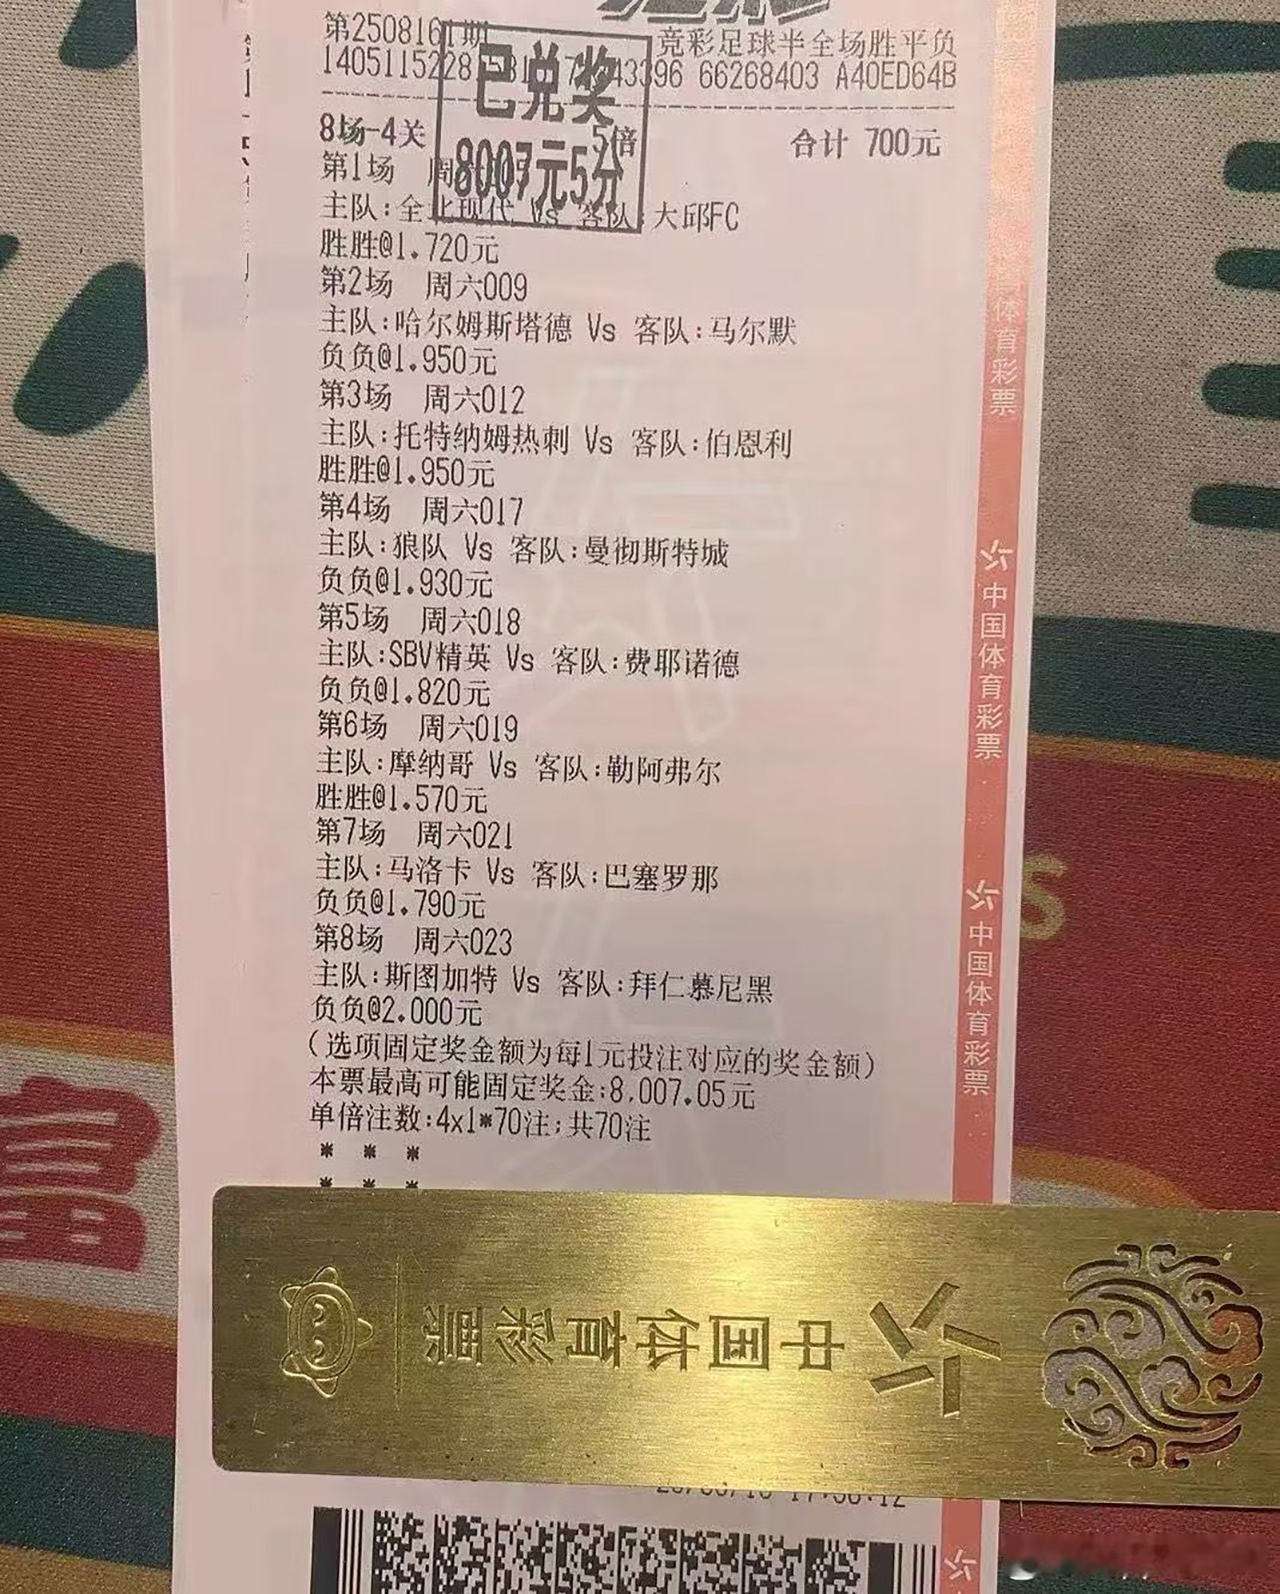 第2508161期
竞彩足球半全场胜平负
66268403 A40ED64B
已兑奖
8007元5分
8场-4关 5倍 合计 700元
第1场
主队:全北现代 Vs 客队:大邱FC
胜胜@1.720元
第2场 周六009
主队:哈尔姆斯塔德 Vs 客队:马尔默
负负@1.950元
第3场 周六012
主队:托特纳姆热刺 Vs 客队:伯恩利
胜胜@1.950元
第4场 周六017
主队:狼队 Vs 客队:曼彻斯特城
负负@1.930元
第5场 周六018
主队:SBV精英 Vs 客队:费耶诺德
负负@1.820元
第6场 周六019
主队:摩纳哥 Vs 客队:勒阿弗尔
胜胜@1.570元
第7场 周六021
主队:马洛卡 Vs 客队:巴塞罗那
负负@1.790元
第8场 周六023
主队:斯图加特 Vs 客队:拜仁慕尼黑
负负@2.000元
(选项固定奖金额为每1元投注对应的奖金额)
本票最高可能固定奖金:8,007.05元
单倍注数:4x1*70注;共70注
* * *
* * *
中国体育彩票
体育彩票
中国体育彩票
中国体育彩票
富
S